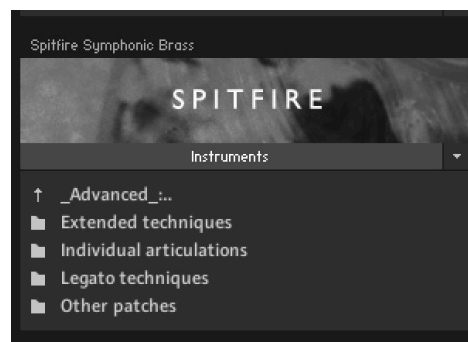 Spitfire Symphonic Brass
SPITFIRE
Instruments
_Advanced_:..
Extended techniques
Individual articulations
Legato techniques
Other patches